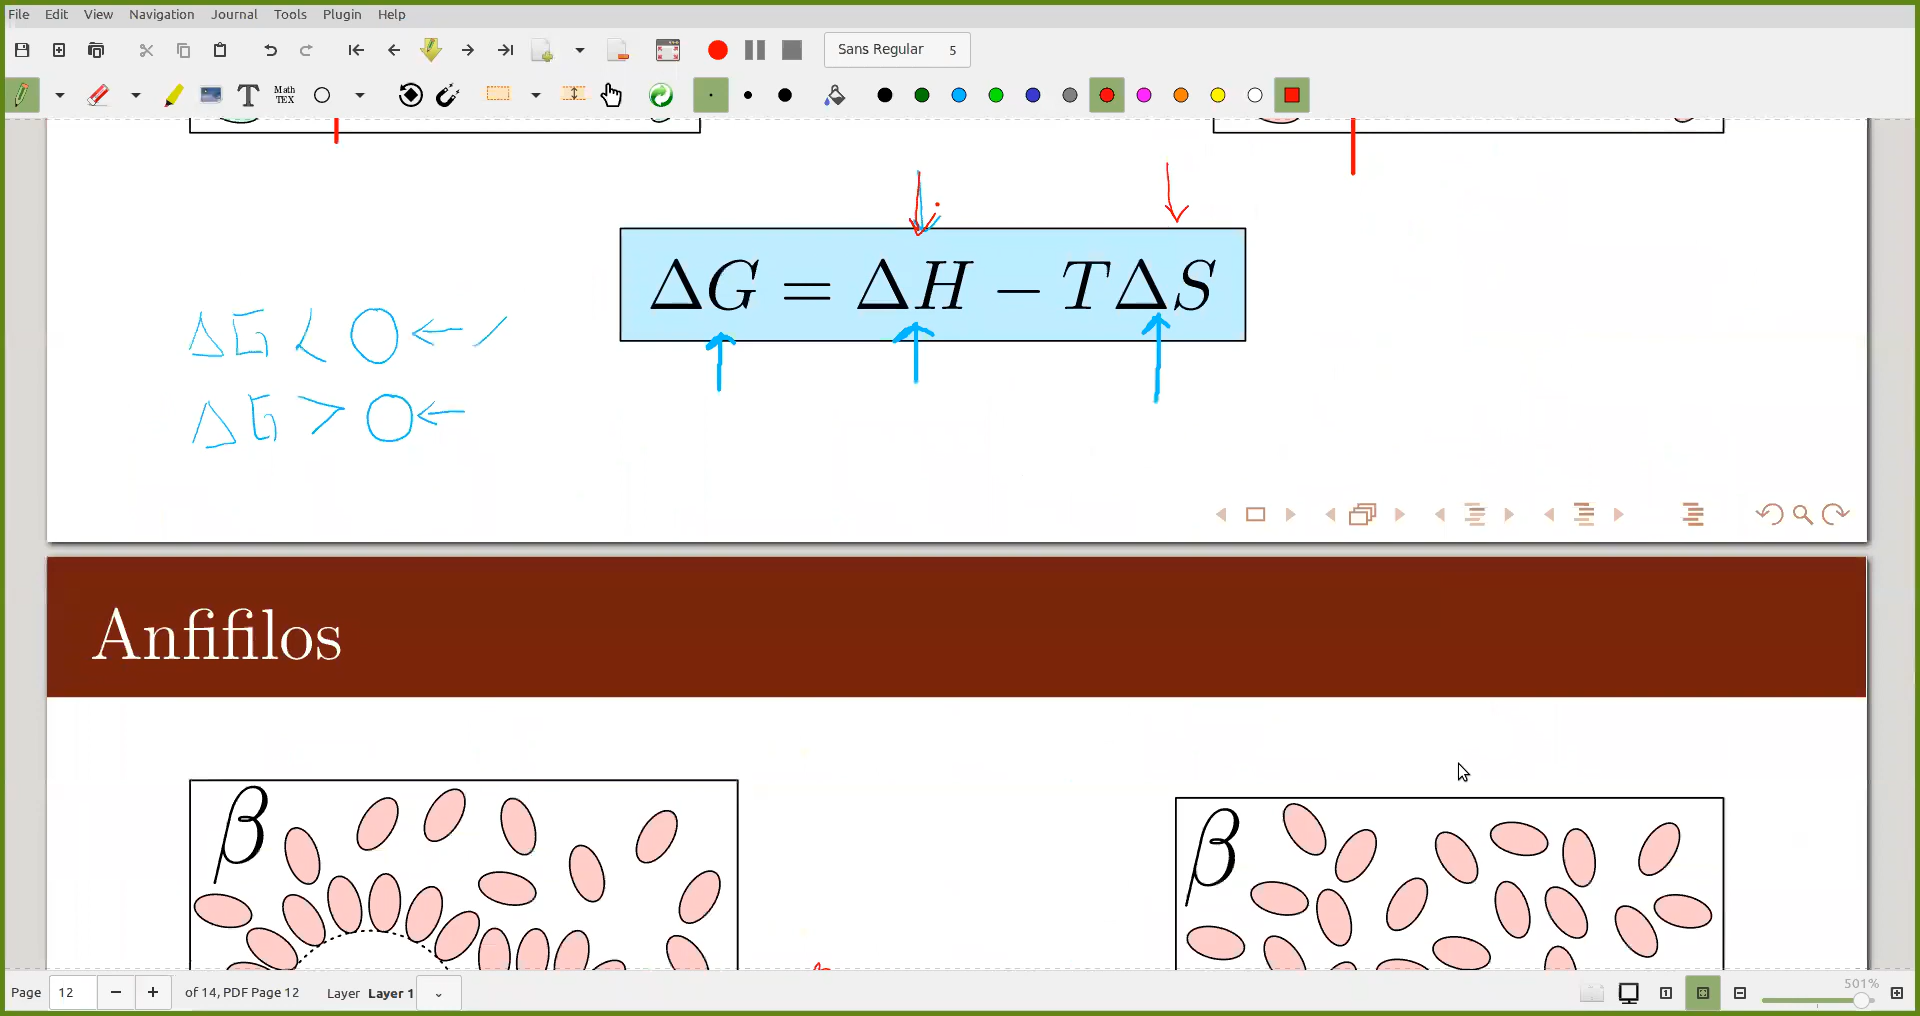 File Edit View Navigation Journal Tools Plugin Help
Sans Regular 5
T Math TEX
ΔG = ΔH − TΔS
ΔG < 0 ← ✓
ΔG > 0 ←
Anfifilos
β
β
Page 12 of 14, PDF Page 12 Layer Layer 1 501%